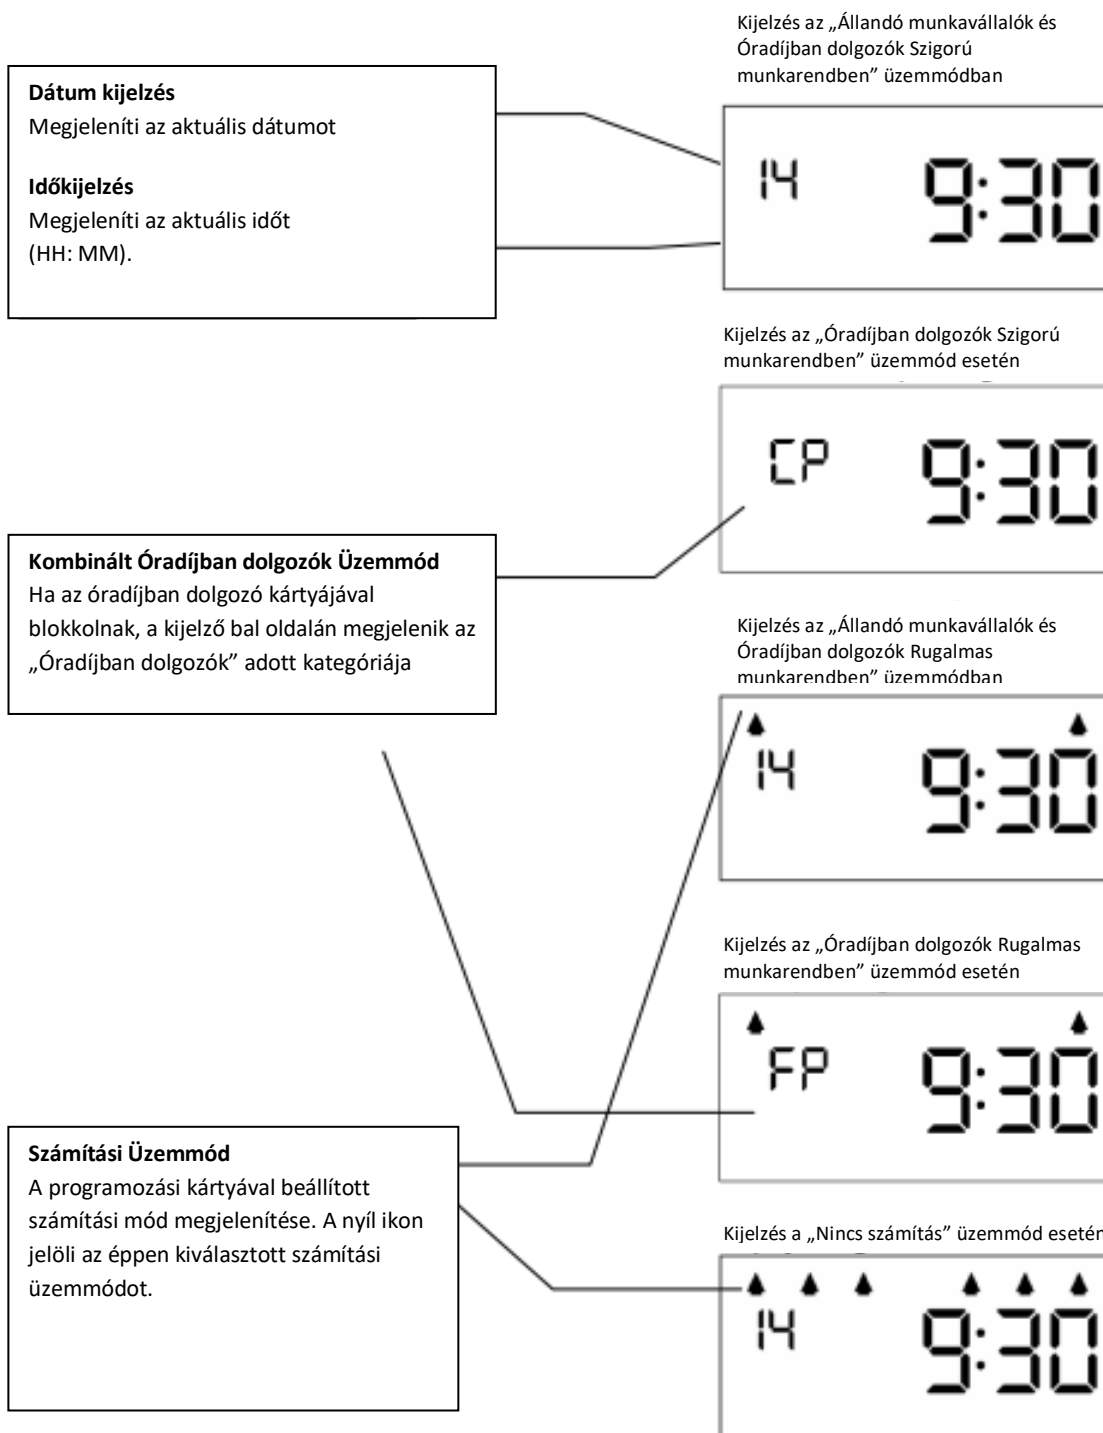 Kijelzés az „Állandó munkavállalók és
Óradíjban dolgozók Szigorú
munkarendben” üzemmódban
Dátum kijelzés
Megjeleníti az aktuális dátumot
Időkijelzés
Megjeleníti az aktuális időt
(HH: MM).
14 9:30
Kijelzés az „Óradíjban dolgozók Szigorú
munkarendben” üzemmód esetén
CP 9:30
Kombinált Óradíjban dolgozók Üzemmód
Ha az óradíjban dolgozó kártyájával
blokkolnak, a kijelző bal oldalán megjelenik az
„Óradíjban dolgozók” adott kategóriája
Kijelzés az „Állandó munkavállalók és
Óradíjban dolgozók Rugalmas
munkarendben” üzemmódban
14 9:30
Kijelzés az „Óradíjban dolgozók Rugalmas
munkarendben” üzemmód esetén
FP 9:30
Számítási Üzemmód
A programozási kártyával beállított
számítási mód megjelenítése. A nyíl ikon
jelöli az éppen kiválasztott számítási
üzemmódot.
Kijelzés a „Nincs számítás” üzemmód esetén
14 9:30